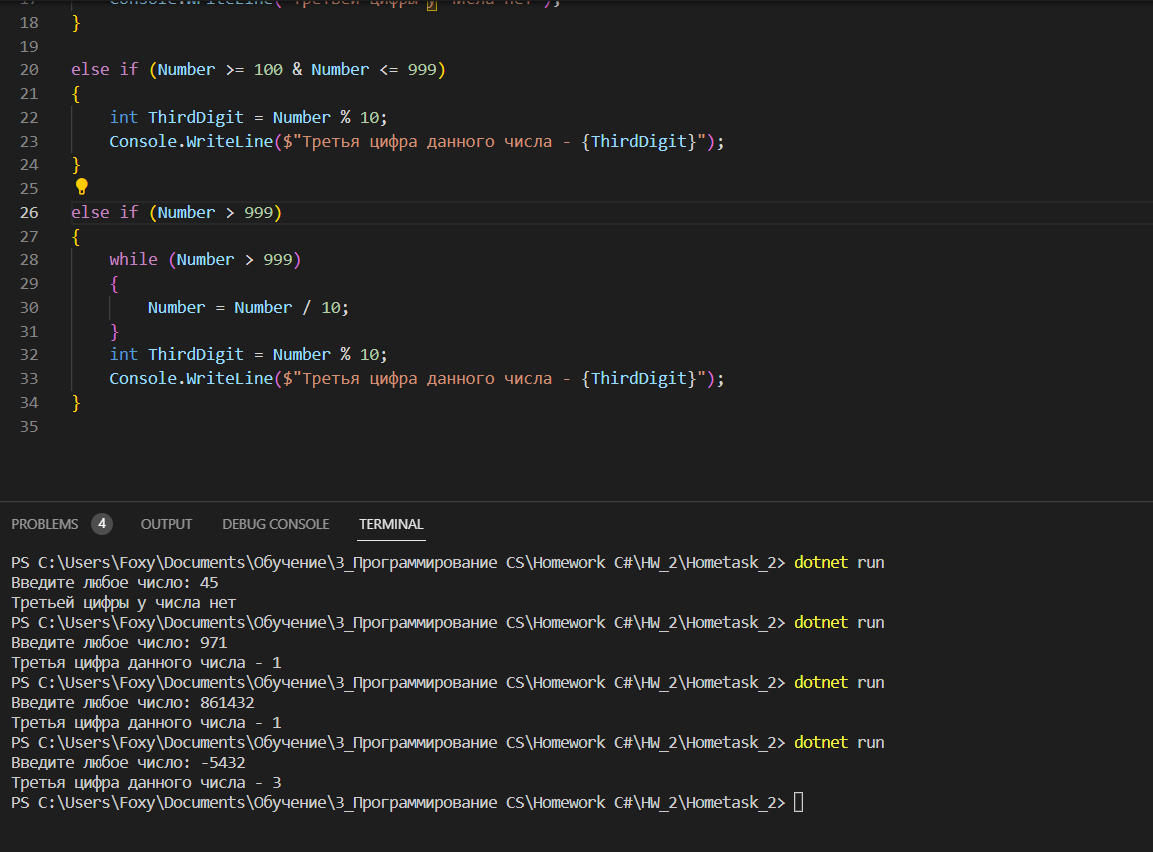 17 Console.WriteLine("Третьей цифры у числа нет");
18 }
19
20 else if (Number >= 100 & Number <= 999)
21 {
22 int ThirdDigit = Number % 10;
23 Console.WriteLine($"Третья цифра данного числа - {ThirdDigit}");
24 }
25
26 else if (Number > 999)
27 {
28 while (Number > 999)
29 {
30 Number = Number / 10;
31 }
32 int ThirdDigit = Number % 10;
33 Console.WriteLine($"Третья цифра данного числа - {ThirdDigit}");
34 }
35
PROBLEMS 4 OUTPUT DEBUG CONSOLE TERMINAL
PS C:\Users\Foxy\Documents\Обучение\3_Программирование CS\Homework C#\HW_2\Hometask_2> dotnet run
Введите любое число: 45
Третьей цифры у числа нет
PS C:\Users\Foxy\Documents\Обучение\3_Программирование CS\Homework C#\HW_2\Hometask_2> dotnet run
Введите любое число: 971
Третья цифра данного числа - 1
PS C:\Users\Foxy\Documents\Обучение\3_Программирование CS\Homework C#\HW_2\Hometask_2> dotnet run
Введите любое число: 861432
Третья цифра данного числа - 1
PS C:\Users\Foxy\Documents\Обучение\3_Программирование CS\Homework C#\HW_2\Hometask_2> dotnet run
Введите любое число: -5432
Третья цифра данного числа - 3
PS C:\Users\Foxy\Documents\Обучение\3_Программирование CS\Homework C#\HW_2\Hometask_2>